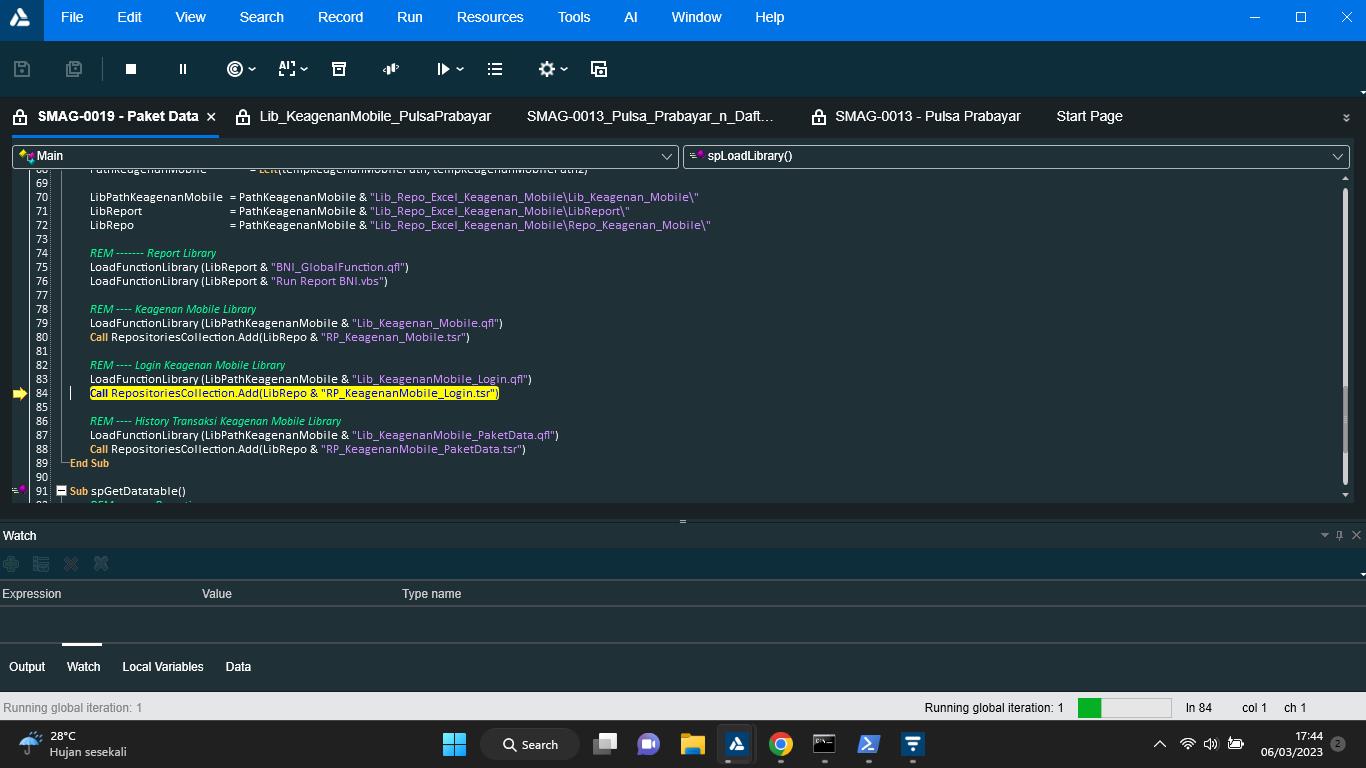 File Edit View Search Record Run Resources Tools AI Window Help
SMAG-0019 - Paket Data Lib_KeagenanMobile_PulsaPrabayar SMAG-0013_Pulsa_Prabayar_n_Daft... SMAG-0013 - Pulsa Prabayar Start Page
Main spLoadLibrary()
68 PathKeagenanMobile = Left(tempKeagenanMobilePath, tempKeagenanMobilePath2)
69
70 LibPathKeagenanMobile = PathKeagenanMobile & "Lib_Repo_Excel_Keagenan_Mobile\Lib_Keagenan_Mobile\"
71 LibReport = PathKeagenanMobile & "Lib_Repo_Excel_Keagenan_Mobile\LibReport\"
72 LibRepo = PathKeagenanMobile & "Lib_Repo_Excel_Keagenan_Mobile\Repo_Keagenan_Mobile\"
73
74 REM ------- Report Library
75 LoadFunctionLibrary (LibReport & "BNI_GlobalFunction.qfl")
76 LoadFunctionLibrary (LibReport & "Run Report BNI.vbs")
77
78 REM ---- Keagenan Mobile Library
79 LoadFunctionLibrary (LibPathKeagenanMobile & "Lib_Keagenan_Mobile.qfl")
80 Call RepositoriesCollection.Add(LibRepo & "RP_Keagenan_Mobile.tsr")
81
82 REM ---- Login Keagenan Mobile Library
83 LoadFunctionLibrary (LibPathKeagenanMobile & "Lib_KeagenanMobile_Login.qfl")
84 Call RepositoriesCollection.Add(LibRepo & "RP_KeagenanMobile_Login.tsr")
85
86 REM ---- History Transaksi Keagenan Mobile Library
87 LoadFunctionLibrary (LibPathKeagenanMobile & "Lib_KeagenanMobile_PaketData.qfl")
88 Call RepositoriesCollection.Add(LibRepo & "RP_KeagenanMobile_PaketData.tsr")
89 End Sub
90
91 Sub spGetDatatable()
Watch
Expression Value Type name
Output Watch Local Variables Data
Running global iteration: 1 Running global iteration: 1 ln 84 col 1 ch 1
28°C
Hujan sesekali
Search
17:44
06/03/2023
2